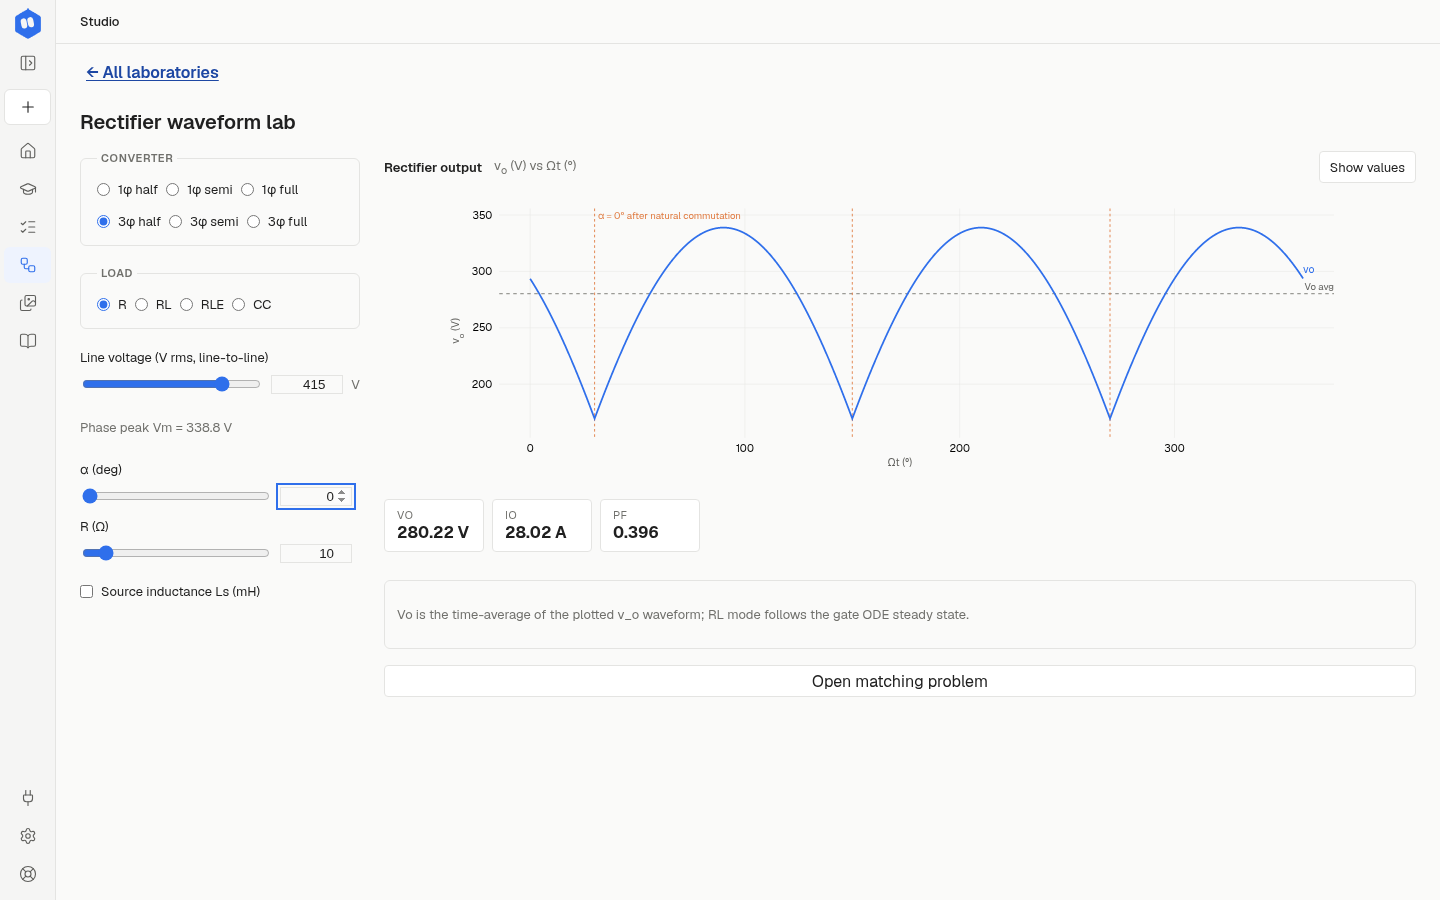 Studio
← All laboratories
Rectifier waveform lab
CONVERTER
1φ half 1φ semi 1φ full
3φ half 3φ semi 3φ full
LOAD
R RL RLE CC
Line voltage (V rms, line-to-line)
415 V
Phase peak Vm = 338.8 V
α (deg)
0
R (Ω)
10
Source inductance Ls (mH)
Rectifier output vo (V) vs Ωt (°)
Show values
α = 0° after natural commutation
350
300
250
200
vo (V)
vo
Vo avg
0 100 200 300
Ωt (°)
VO IO PF
280.22 V 28.02 A 0.396
Vo is the time-average of the plotted v_o waveform; RL mode follows the gate ODE steady state.
Open matching problem